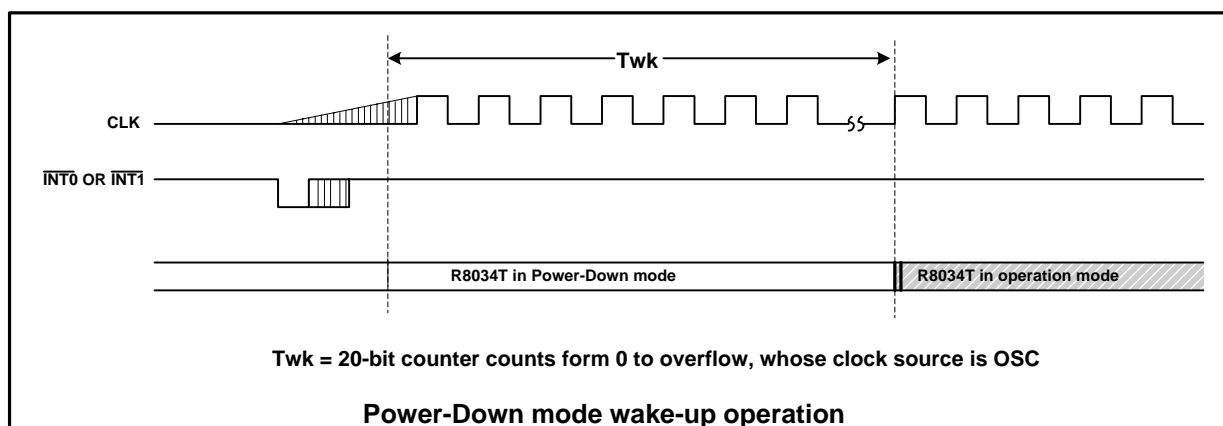 Twk
CLK
INT0 OR INT1
R8034T in Power-Down mode
R8034T in operation mode
Twk = 20-bit counter counts form 0 to overflow, whose clock source is OSC
Power-Down mode wake-up operation